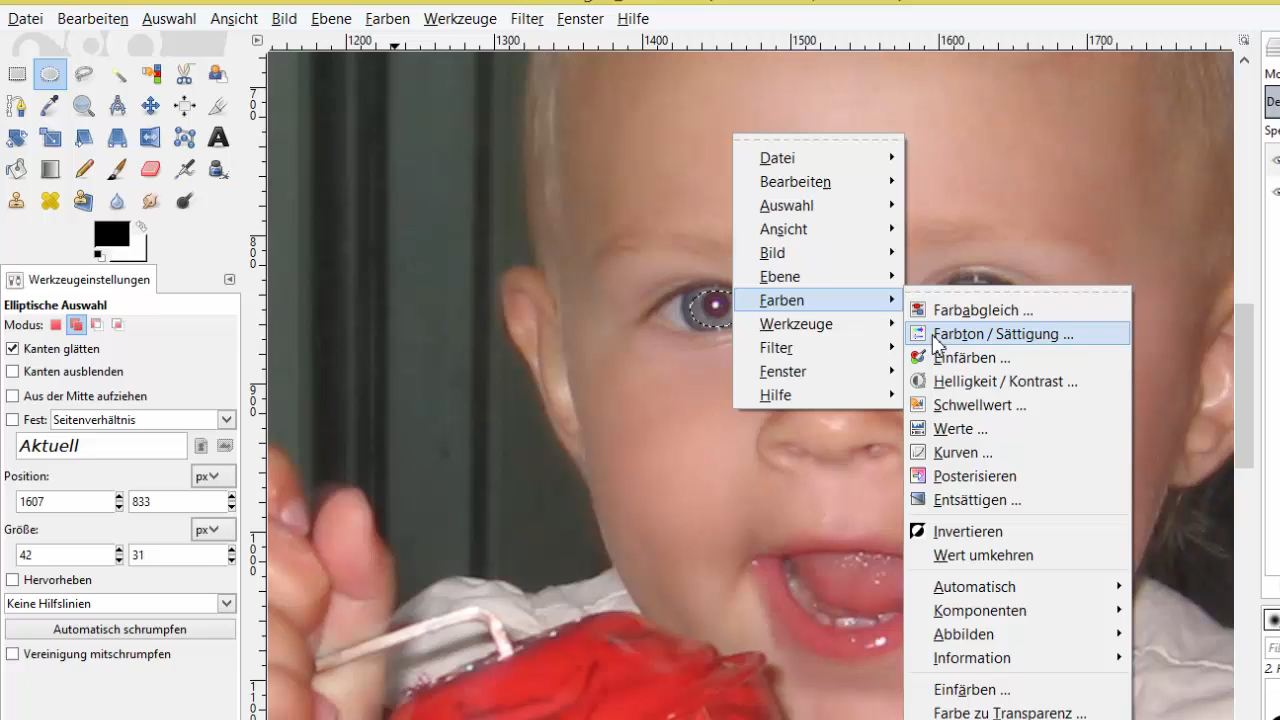 Datei Bearbeiten Auswahl Ansicht Bild Ebene Farben Werkzeuge Filter Fenster Hilfe
1200 1300 1400 1500 1600 1700
700
800
900
1000
Werkzeugeinstellungen
Elliptische Auswahl
Modus:
Kanten glätten
Kanten ausblenden
Aus der Mitte aufziehen
Fest: Seitenverhältnis
Aktuell
Position: px
1607 833
Größe: px
42 31
Hervorheben
Keine Hilfslinien
Automatisch schrumpfen
Vereinigung mitschrumpfen
Datei
Bearbeiten
Auswahl
Ansicht
Bild
Ebene
Farben
Werkzeuge
Filter
Fenster
Hilfe
Farbabgleich ...
Farbton / Sättigung ...
Einfärben ...
Helligkeit / Kontrast ...
Schwellwert ...
Werte ...
Kurven ...
Posterisieren
Entsättigen ...
Invertieren
Wert umkehren
Automatisch
Komponenten
Abbilden
Information
Einfärben ...
Farbe zu Transparenz ...